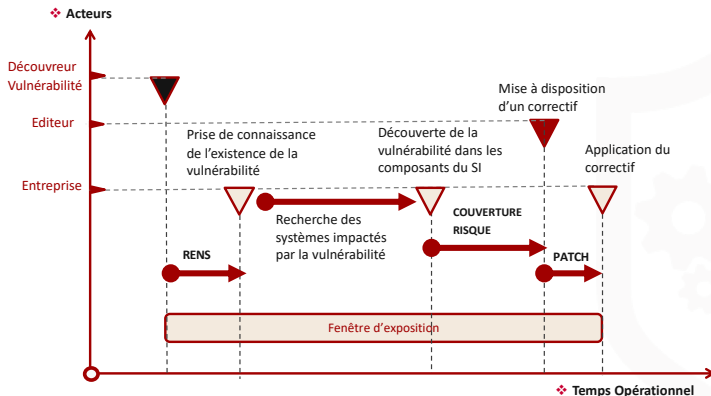 ❖ Acteurs
Découvreur
Vulnérabilité
Mise à disposition
d'un correctif
Editeur
Prise de connaissance
de l'existence de la
vulnérabilité
Découverte de la
vulnérabilité dans les
composants du SI
Application du
correctif
Entreprise
Recherche des
systèmes impactés
par la vulnérabilité
COUVERTURE
RISQUE
RENS
PATCH
Fenêtre d'exposition
❖ Temps Opérationnel